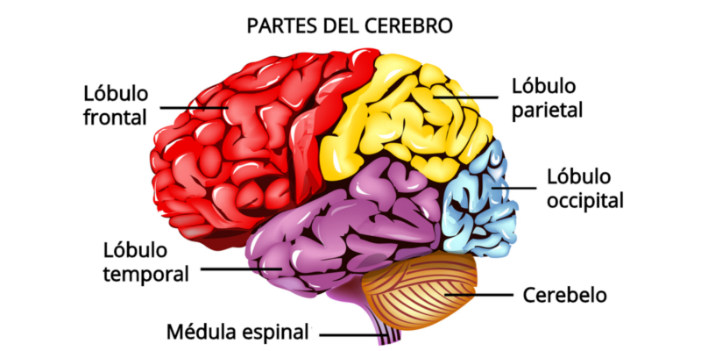 PARTES DEL CEREBRO
Lóbulo
frontal
Lóbulo
parietal
Lóbulo
occipital
Lóbulo
temporal
Cerebelo
Médula espinal